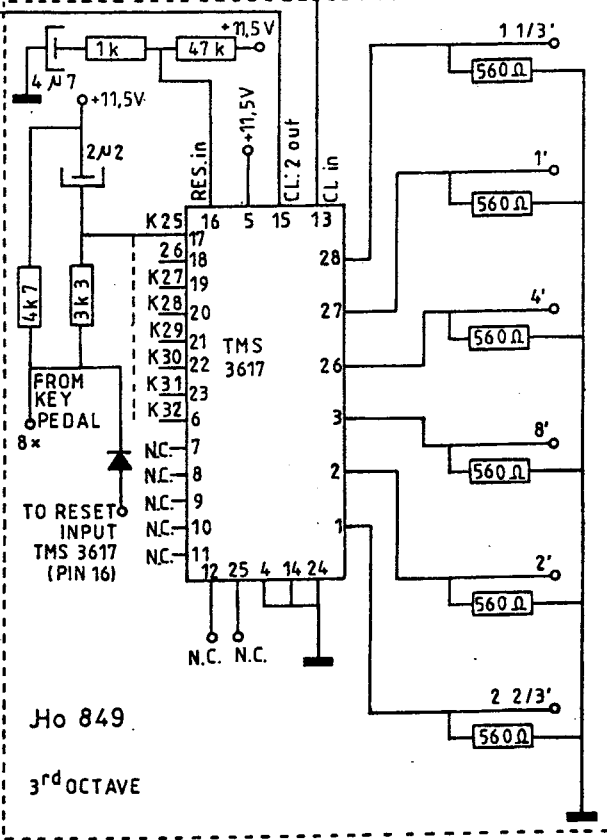 +11,5V
1k
47k
4µ7
+11,5V
2µ2
RES.in
+11,5V
CL:2 out
CL in
16 5 15 13
K25 17
26 18
K27 19
K28 20
K29 21
K30 22
K31 23
K32 6
N.C. 7
N.C. 8
N.C. 9
N.C. 10
N.C. 11
12 25 4 14 24
N.C. N.C.
TMS
3617
4k7
3k3
FROM
KEY
PEDAL
8x
TO RESET
INPUT
TMS 3617
(PIN 16)
28
27
26
3
2
1
1 1/3'
560Ω
1'
560Ω
4'
560Ω
8'
560Ω
2'
560Ω
2 2/3'
560Ω
Ho 849
3rd OCTAVE